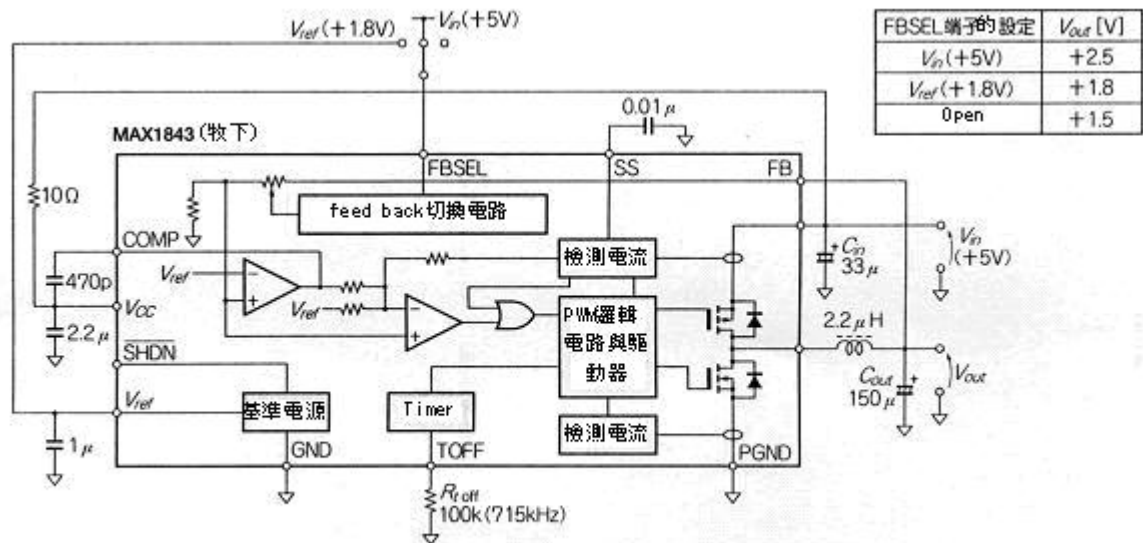 Vref(+1.8V)
Vin(+5V)
FBSEL端子的設定 Vout [V]
Vin(+5V) +2.5
Vref(+1.8V) +1.8
Open +1.5
0.01μ
MAX1843(牧下)
FBSEL
SS
FB
10Ω
feed back切換電路
COMP
檢測電流
Vin
(+5V)
Cin
33μ
+
470p
Vref
−
+
Vref
−
+
VCC
PWM邏輯
電路與驅
動器
2.2μH
2.2μ
SHDN
Vout
Cout
150μ
+
Vref
基準電源
Timer
檢測電流
1μ
GND
TOFF
PGND
Rt off
100k(715kHz)